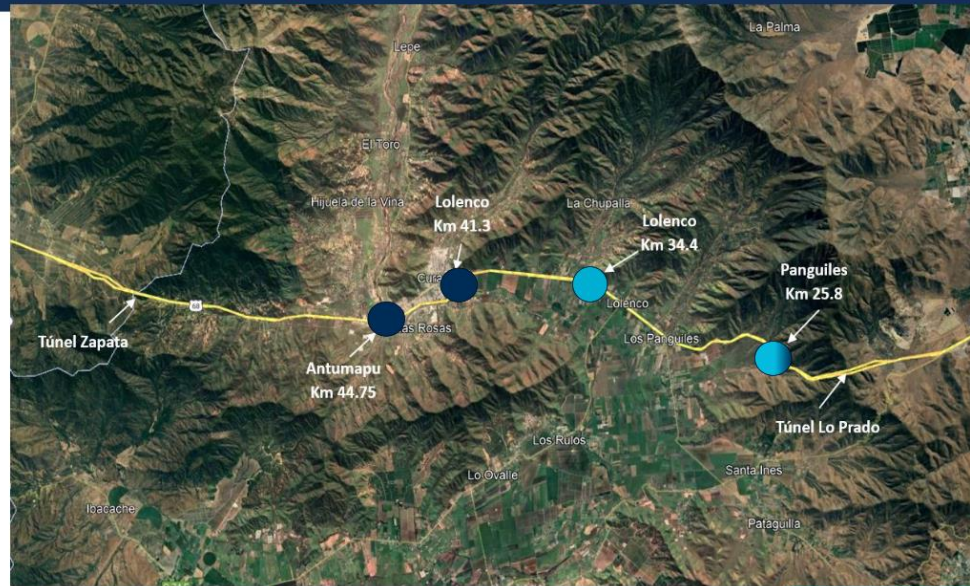 La Palma
Lepe
El Toro
Hijuela de la Viña
La Chupalla
Lolenco
Km 41.3
Lolenco
Km 34.4
Panguiles
Km 25.8
Cura
Lolenco
68
Túnel Zapata
as Rosas
Los Panguiles
Antumapu
Km 44.75
Túnel Lo Prado
Los Rulos
Lo Ovalle
Santa Ines
Ibacache
Pataguilla